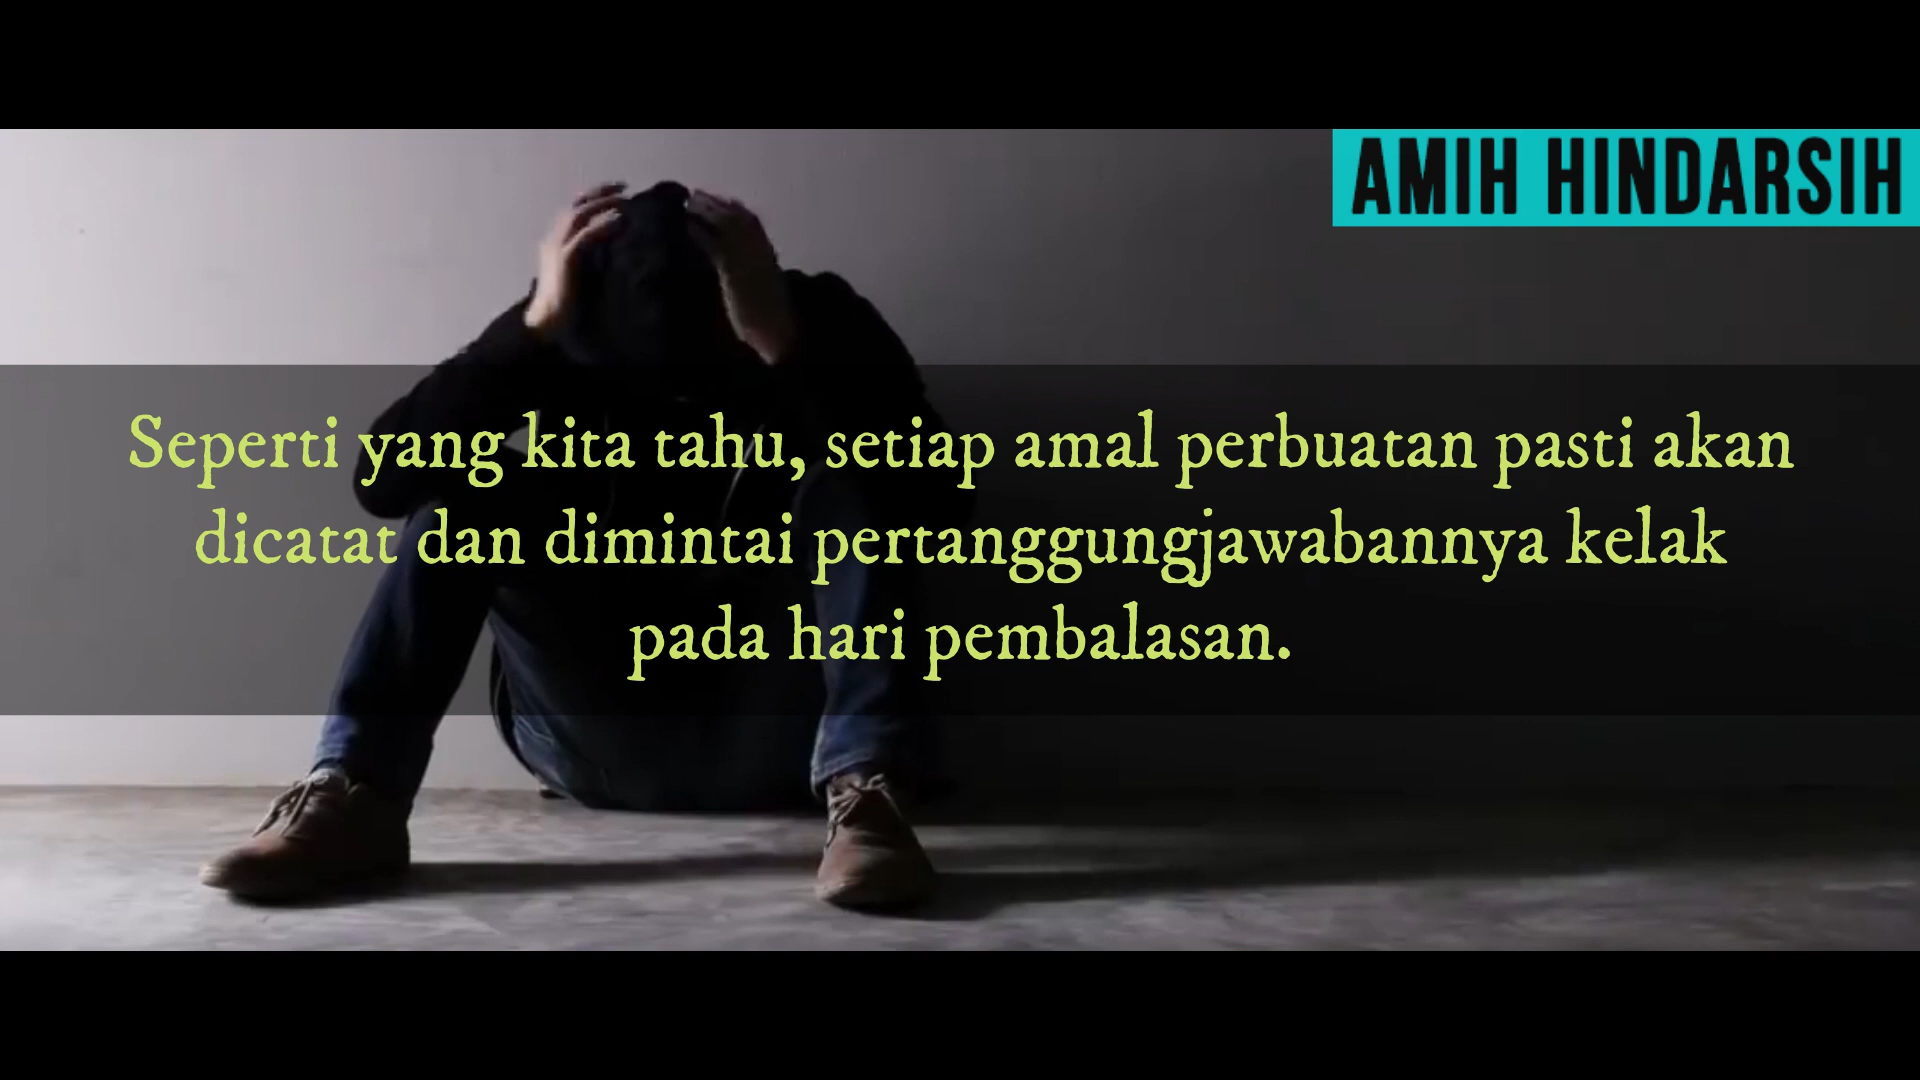 AMIH HINDARSIH
Seperti yang kita tahu, setiap amal perbuatan pasti akan
dicatat dan dimintai pertanggungjawabannya kelak
pada hari pembalasan.